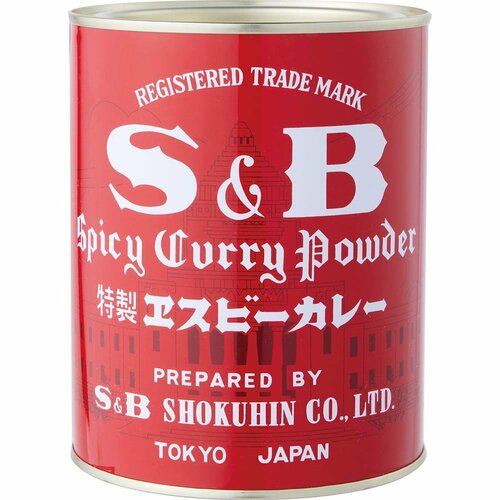 REGISTERED TRADE MARK
S & B
Spicy Curry Powder
特製 ヱスビーカレー
PREPARED BY
S&B SHOKUHIN CO., LTD.
TOKYO JAPAN